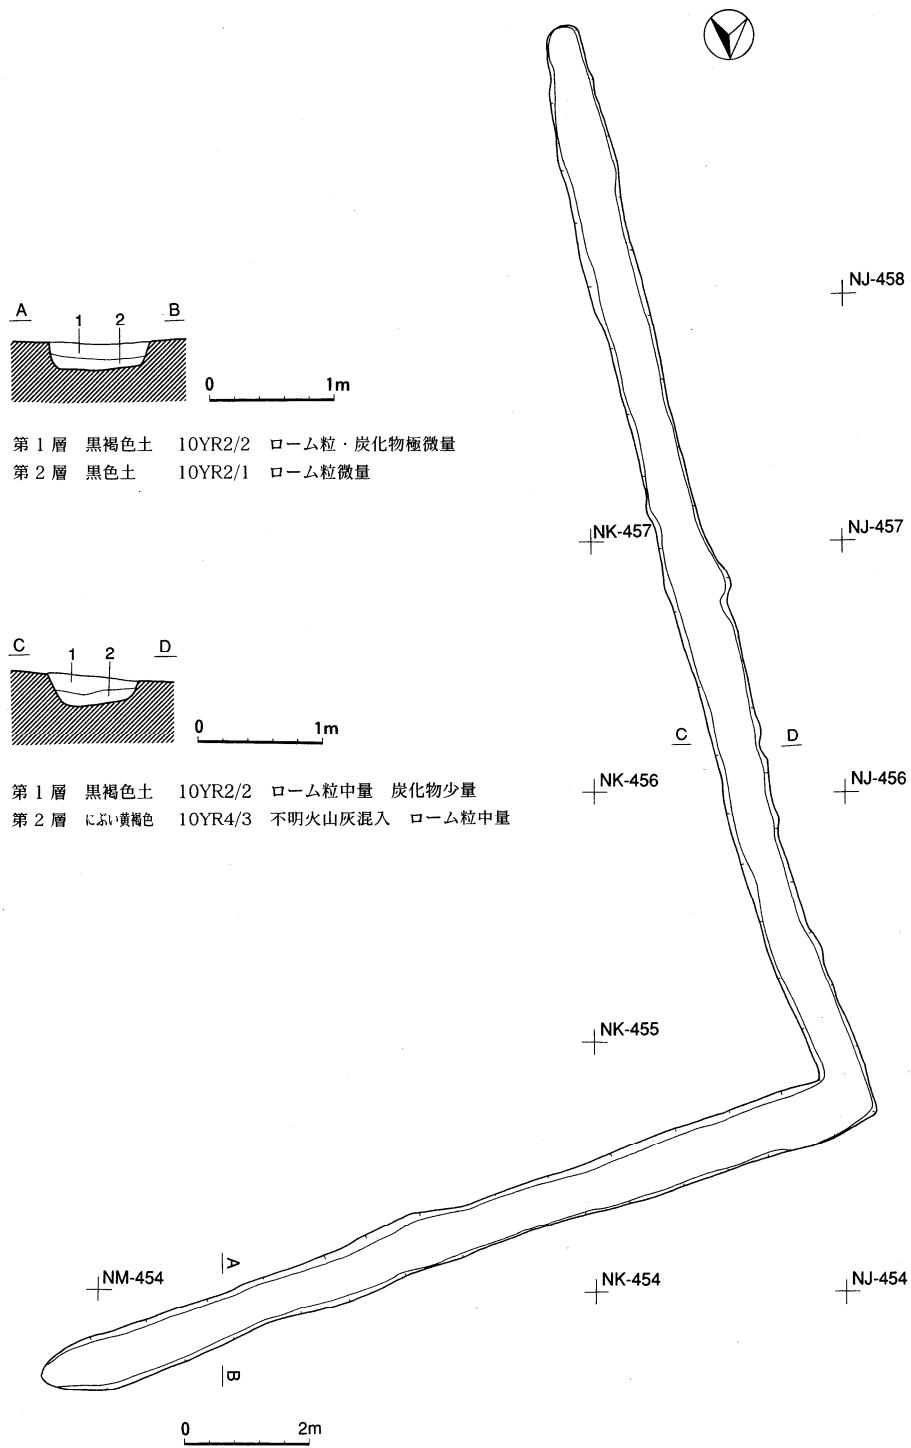 NJ-458
A B
1 2
0 1m
第1層 黒褐色土 10YR2/2 ローム粒・炭化物極微量
第2層 黒色土 10YR2/1 ローム粒微量
NK-457 NJ-457
C D
1 2
0 1m
第1層 黒褐色土 10YR2/2 ローム粒中量 炭化物少量
第2層 にぶい黄褐色 10YR4/3 不明火山灰混入 ローム粒中量
C D
NK-456 NJ-456
NK-455
A
NM-454 NK-454 NJ-454
B
0 2m